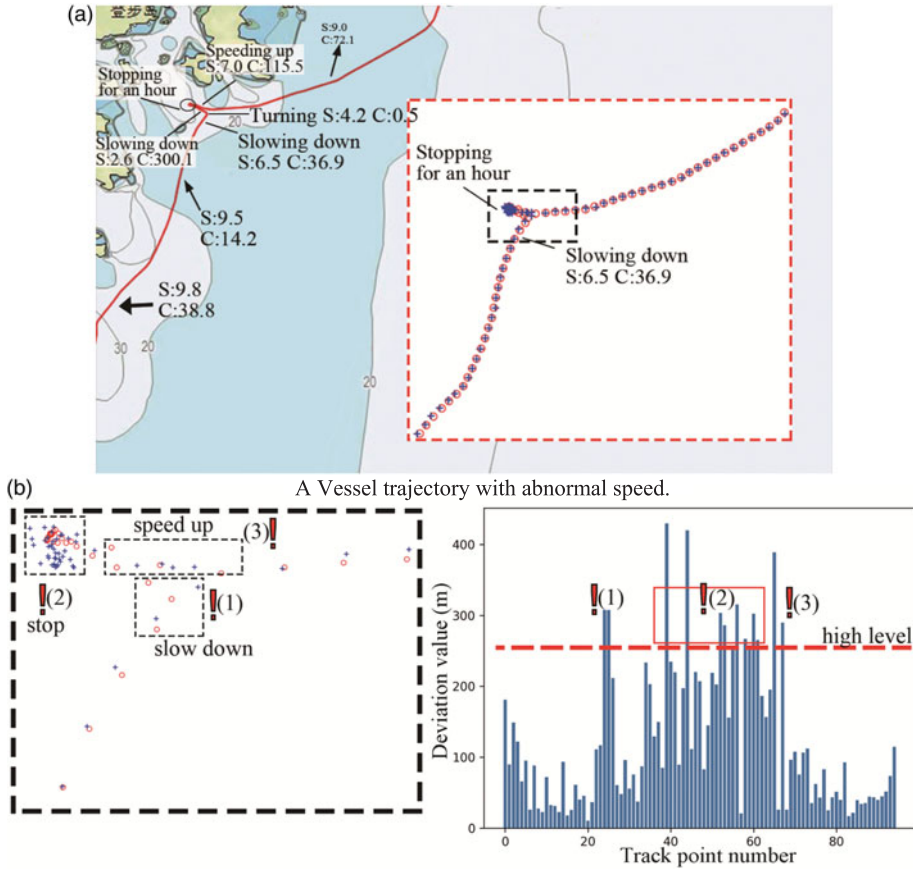 (a)
登步岛
S:9.0
C:72.1
Speeding up
S:7.0 C:115.5
Stopping
for an hour
20
Turning S:4.2 C:0.5
Slowing down
S:2.6 C:300.1
Slowing down
S:6.5 C:36.9
Stopping
for an hour
S:9.5
C:14.2
Slowing down
S:6.5 C:36.9
S:9.8
C:38.8
30
20
20
A Vessel trajectory with abnormal speed.
(b)
speed up
(3)
(2)
(1)
stop
slow down
400
300
200
100
0
Deviation value (m)
(1)
(2)
(3)
high level
0
20
40
60
80
Track point number